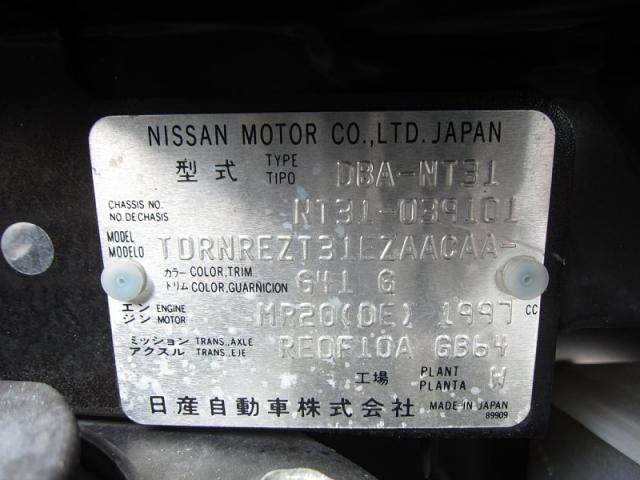 NISSAN MOTOR CO.,LTD. JAPAN
型式 TYPE TIPO DBA-NT31
CHASSIS NO. NO. DE CHASIS NT31-039101
MODEL MODELO TDRNREZT31EZAACAA-
カラー COLOR,TRIM トリム COLOR,GUARNICION G41 G
エンジン ENGINE MOTOR MR20(DE) 1997 CC
ミッション TRANS.,AXLE アクスル TRANS.,EJE RE0F10A GB64
工場 PLANT PLANTA W
日産自動車株式会社 MADE IN JAPAN
89909